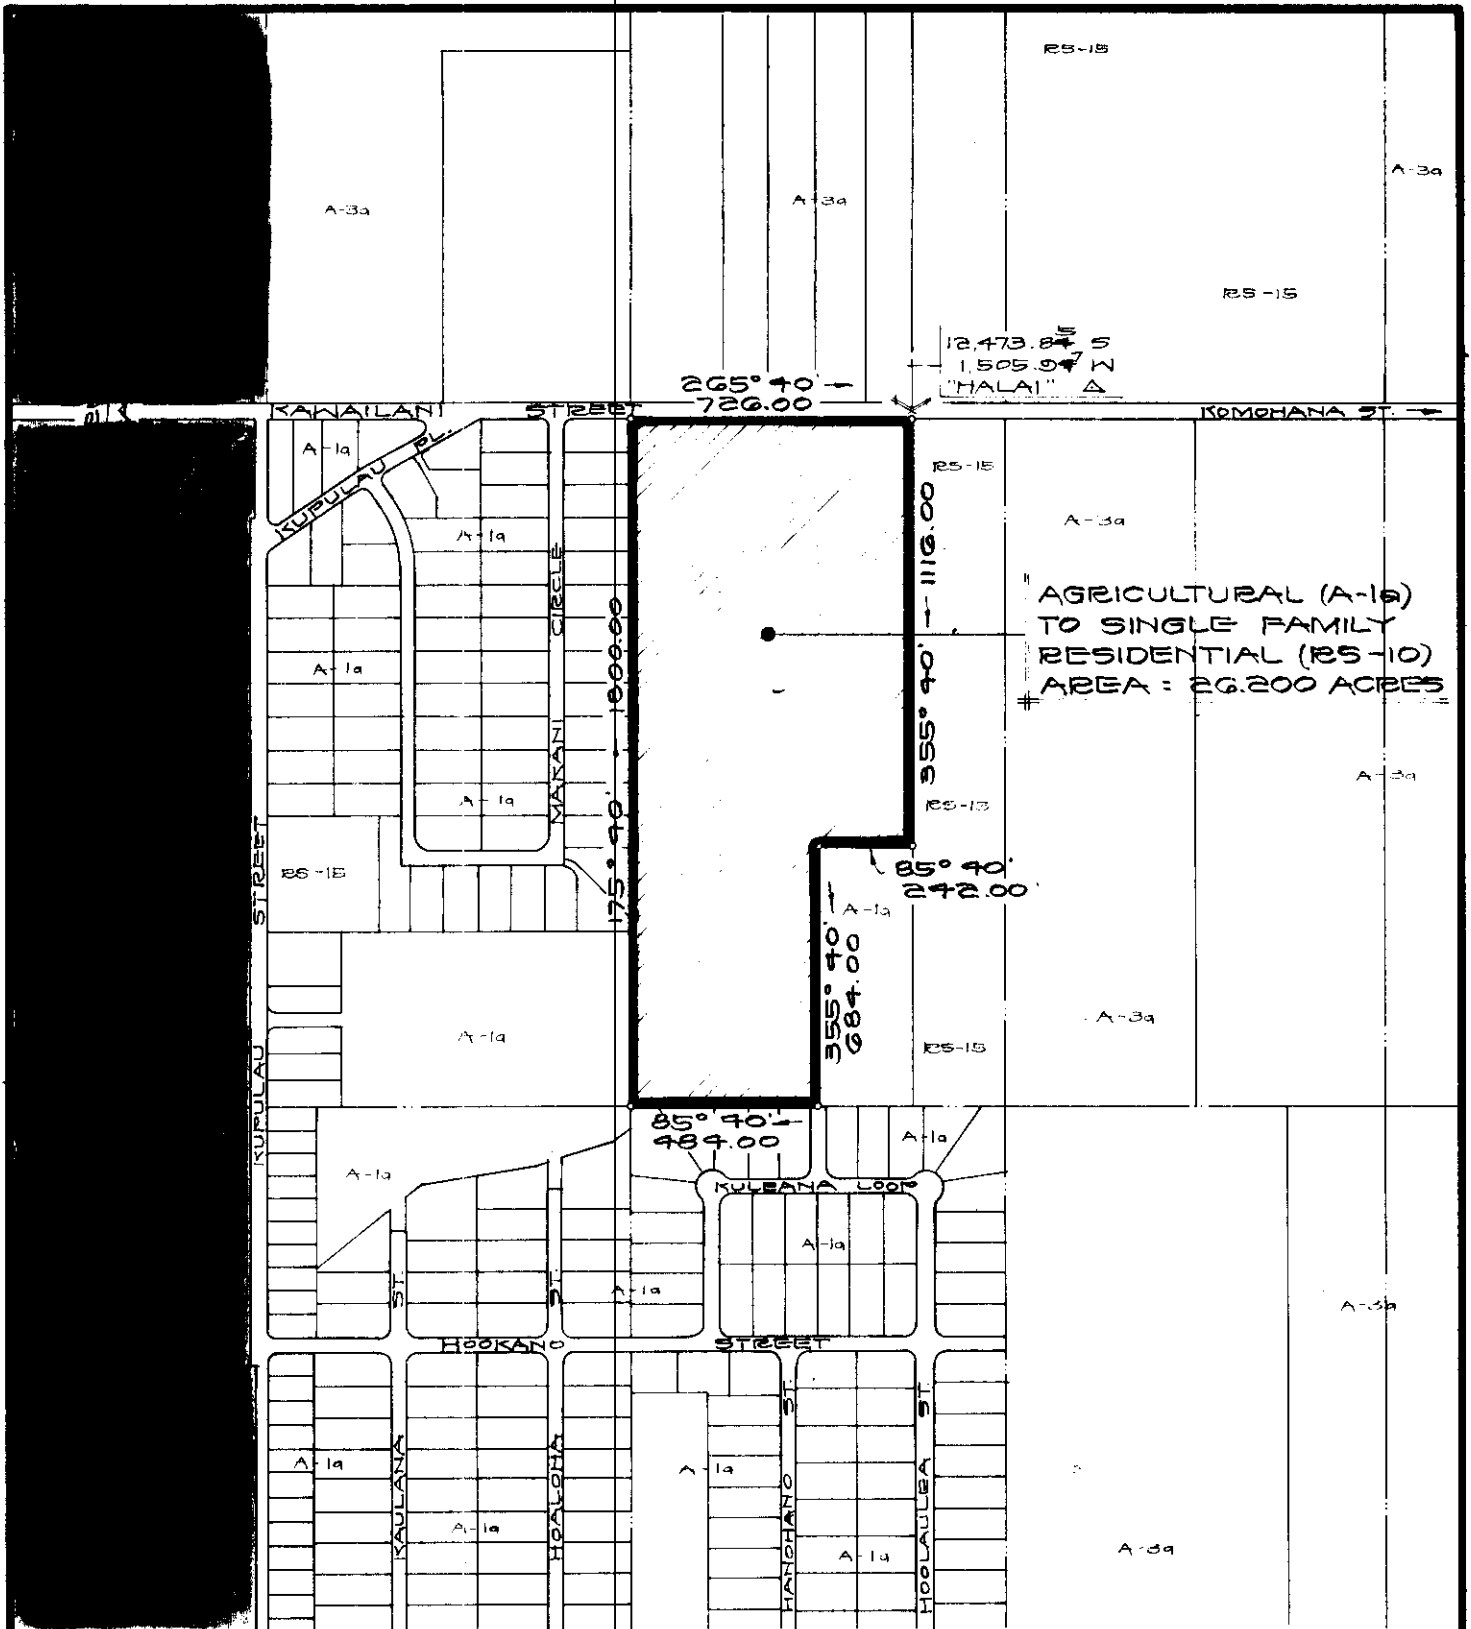 RS-15
A-3a
A-3a
A-3a
RS-15
12,473.84 5 S
1,505.94 7 W
"HALAI" △
265° 40'
726.00
KAWAILANI STREET
KOMOHANA ST.
A-1a
KUPULAU PL.
RS-15
A-3a
A-1a
MAKANI CIRCLE
175° 40' 1800.00
355° 40' 1116.00
AGRICULTURAL (A-1a)
TO SINGLE FAMILY
RESIDENTIAL (RS-10)
AREA = 26.200 ACRES
A-1a
A-3a
A-1a
RS-15
RS-15
85° 40'
242.00
A-1a
355° 40'
684.00
KUPULAU STREET
A-1a
A-3a
RS-15
85° 40'
484.00
A-1a
A-1a
KULEANA LOOP
A-1a
A-1a
A-3a
KAULANA ST.
HOALOHA ST.
HOOKANO STREET
HANOHANO ST.
HOOLAULEA ST.
A-1a
A-1a
A-1a
A-1a
A-3a